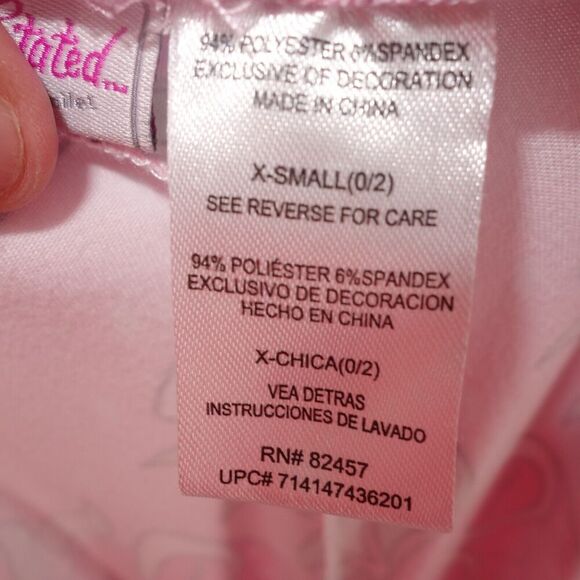 tated™
94% POLYESTER 6%SPANDEX
EXCLUSIVE OF DECORATION
MADE IN CHINA
X-SMALL(0/2)
SEE REVERSE FOR CARE
94% POLIÉSTER 6%SPANDEX
EXCLUSIVO DE DECORACION
HECHO EN CHINA
X-CHICA(0/2)
VEA DETRAS
INSTRUCCIONES DE LAVADO
RN# 82457
UPC# 714147436201